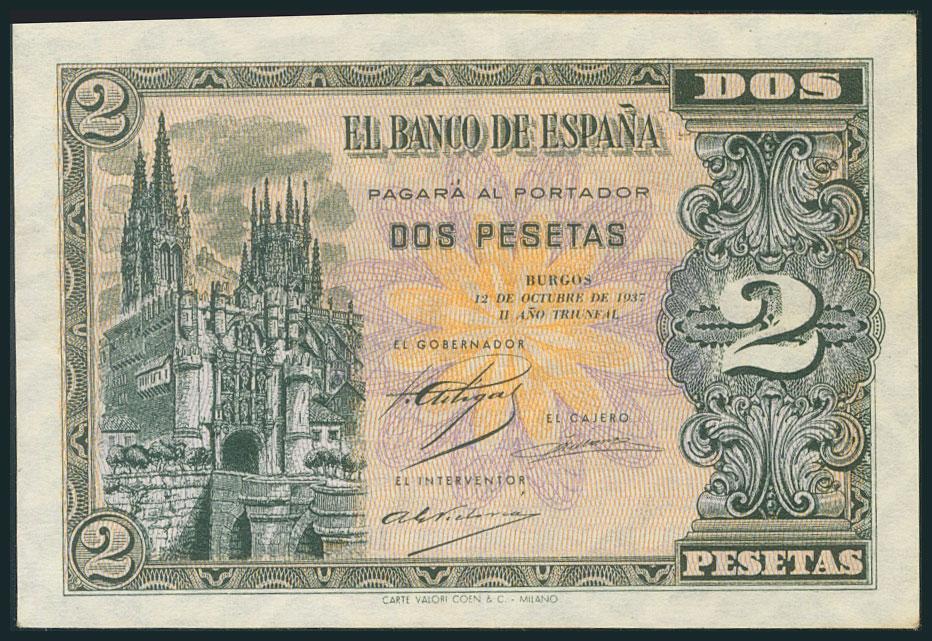 2
DOS
EL BANCO DE ESPAÑA
PAGARÁ AL PORTADOR
DOS PESETAS
BURGOS
12 DE OCTUBRE DE 1937
II AÑO TRIUNFAL
2
EL GOBERNADOR
EL CAJERO
EL INTERVENTOR
2
PESETAS
CARTE VALORI COEN & C. - MILANO